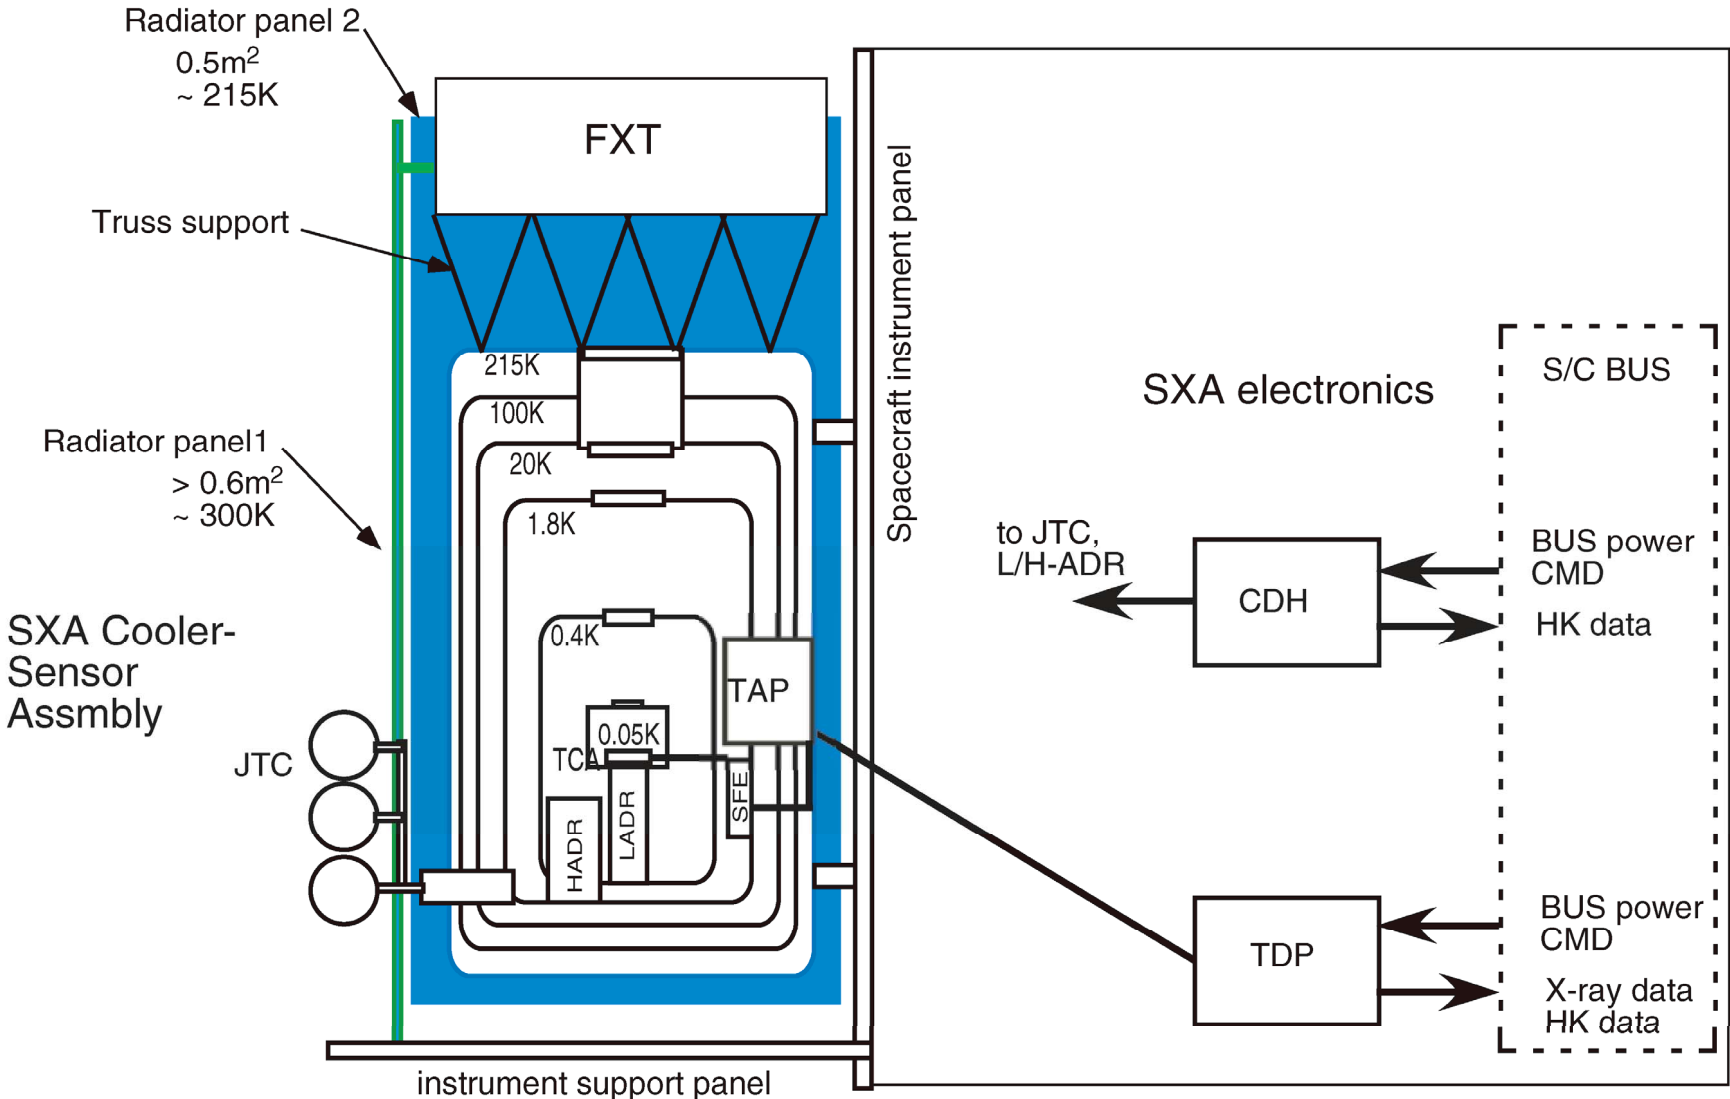 Radiator panel 2
0.5m²
~ 215K
FXT
Truss support
Spacecraft instrument panel
215K
100K
20K
1.8K
0.4K
0.05K
TCA
TAP
SFE
LADR
HADR
Radiator panel1
> 0.6m²
~ 300K
SXA Cooler-
Sensor
Assmbly
JTC
instrument support panel
SXA electronics
S/C BUS
to JTC,
L/H-ADR
CDH
BUS power
CMD
HK data
TDP
BUS power
CMD
X-ray data
HK data